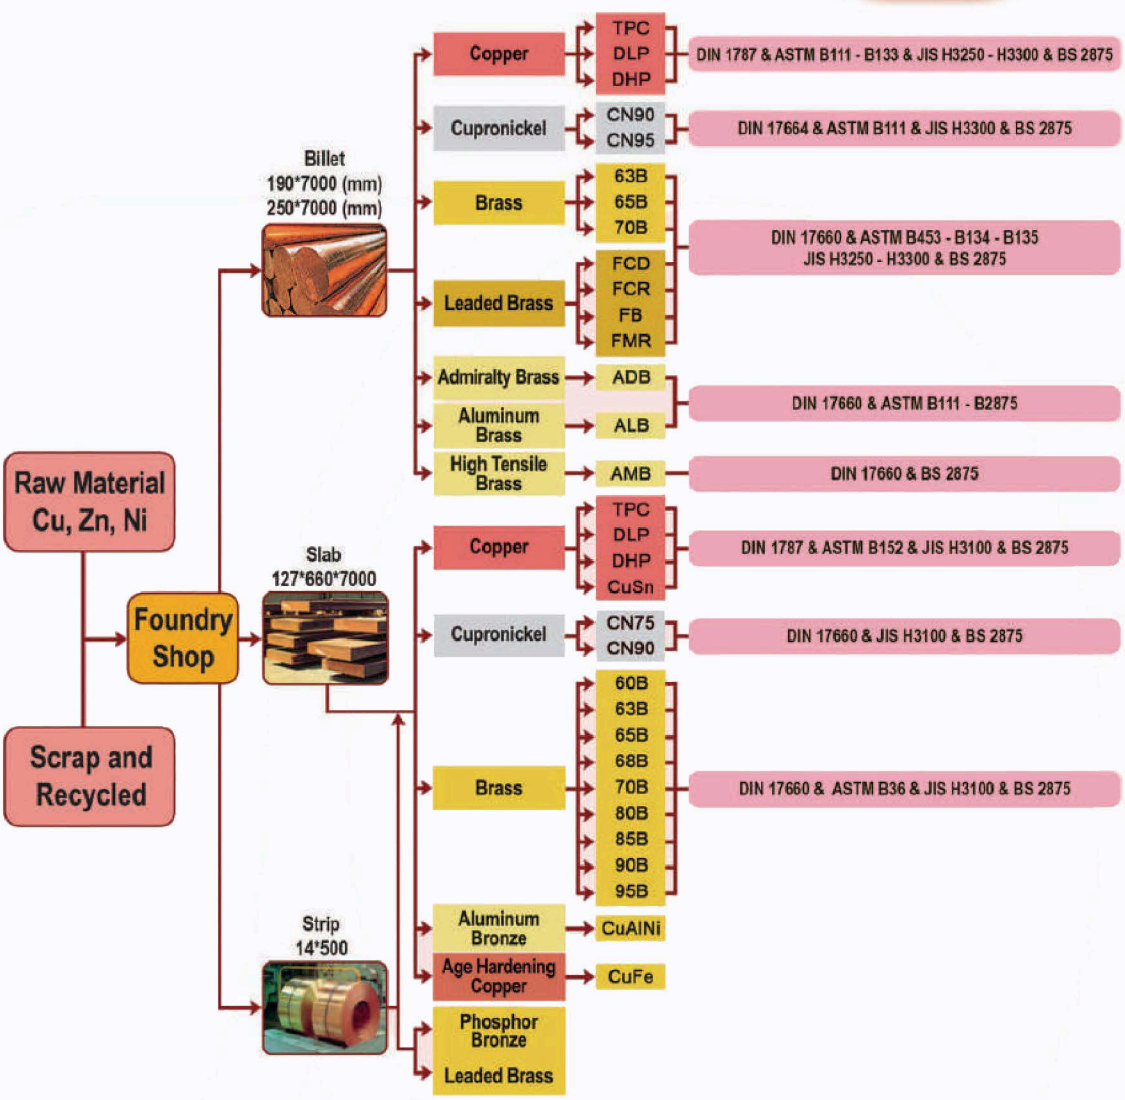 Raw Material
Cu, Zn, Ni
Scrap and
Recycled
Foundry
Shop
Billet
190*7000 (mm)
250*7000 (mm)
Copper
TPC
DLP
DHP
DIN 1787 & ASTM B111 - B133 & JIS H3250 - H3300 & BS 2875
Cupronickel
CN90
CN95
DIN 17664 & ASTM B111 & JIS H3300 & BS 2875
Brass
63B
65B
70B
Leaded Brass
FCD
FCR
FB
FMR
DIN 17660 & ASTM B453 - B134 - B135
JIS H3250 - H3300 & BS 2875
Admiralty Brass
ADB
Aluminum
Brass
ALB
DIN 17660 & ASTM B111 - B2875
High Tensile
Brass
AMB
DIN 17660 & BS 2875
Slab
127*660*7000
Copper
TPC
DLP
DHP
CuSn
DIN 1787 & ASTM B152 & JIS H3100 & BS 2875
Cupronickel
CN75
CN90
DIN 17660 & JIS H3100 & BS 2875
Brass
60B
63B
65B
68B
70B
80B
85B
90B
95B
DIN 17660 & ASTM B36 & JIS H3100 & BS 2875
Aluminum
Bronze
CuAlNi
Age Hardening
Copper
CuFe
Strip
14*500
Phosphor
Bronze
Leaded Brass